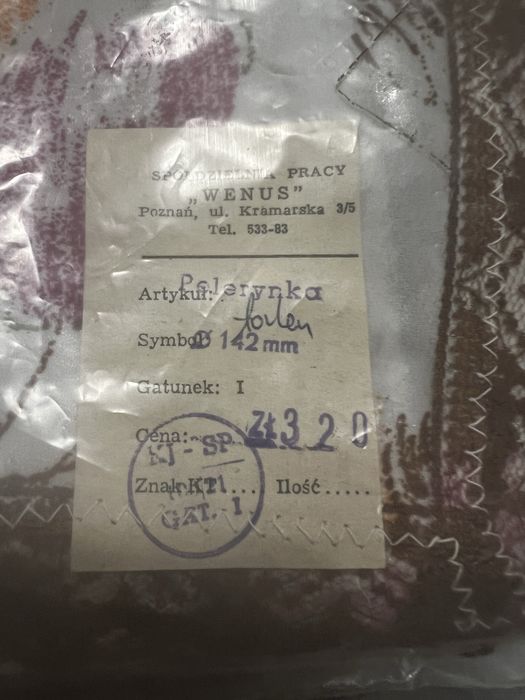 SPÓŁDZIELNIA PRACY
„WENUS”
Poznań, ul. Kramarska 3/5
Tel. 533-83
Artykuł: Pelerynka
Symbol Ø 142 mm
Gatunek: I
Cena: ZŁ 320
KJ - SP
Znak KT.... Ilość.....
GAT. - I